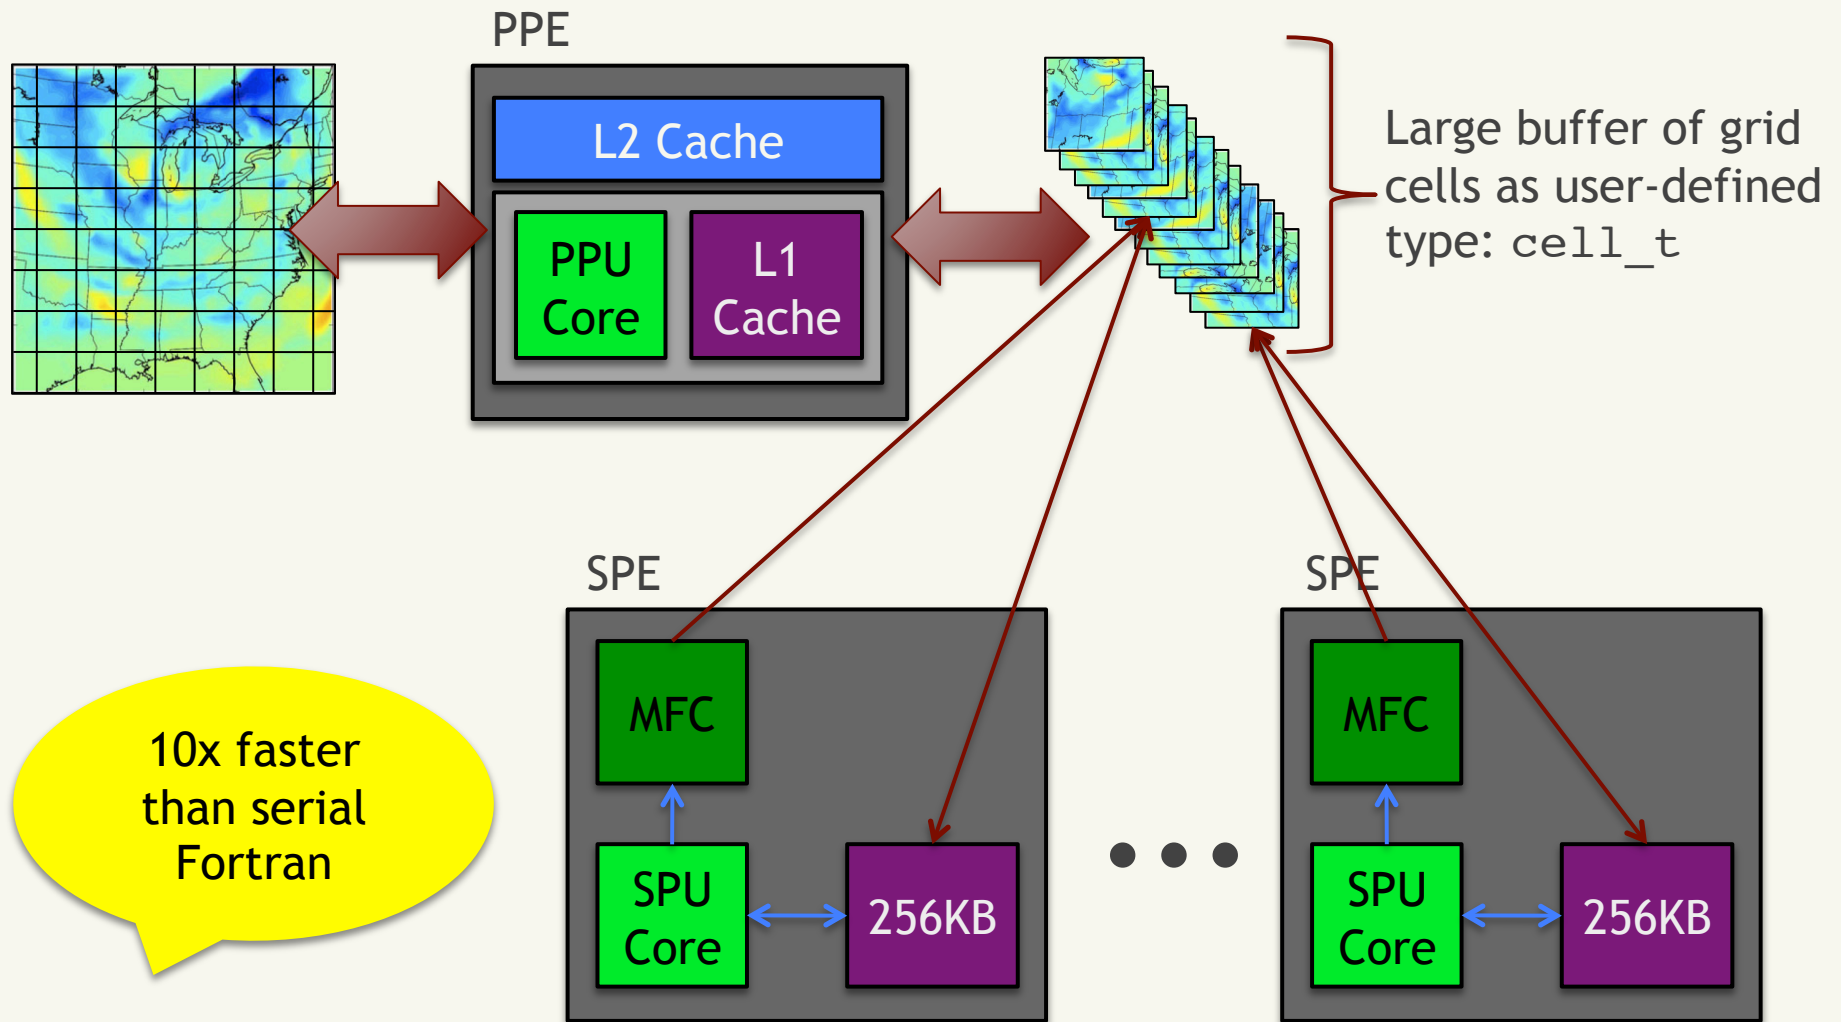 PPE
L2 Cache
PPU
Core
L1
Cache
Large buffer of grid
cells as user-defined
type: cell_t
SPE
MFC
SPU
Core
256KB
SPE
MFC
SPU
Core
256KB
10x faster
than serial
Fortran